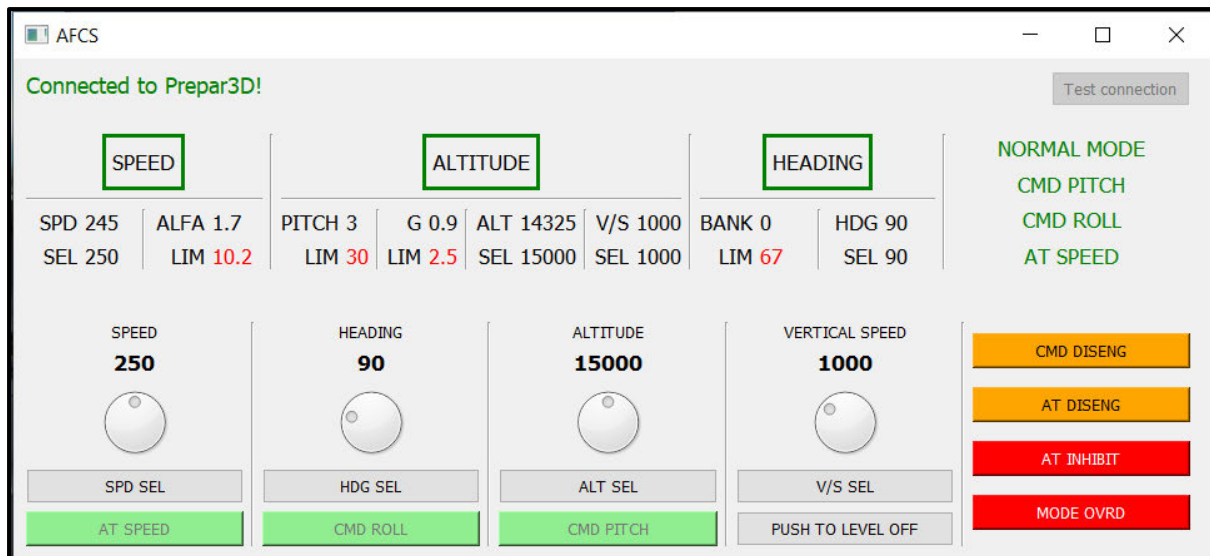 AFCS
Connected to Prepar3D!
Test connection
SPEED
ALTITUDE
HEADING
NORMAL MODE
CMD PITCH
CMD ROLL
AT SPEED
SPD 245 ALFA 1.7 PITCH 3 G 0.9 ALT 14325 V/S 1000 BANK 0 HDG 90
SEL 250 LIM 10.2 LIM 30 LIM 2.5 SEL 15000 SEL 1000 LIM 67 SEL 90
SPEED HEADING ALTITUDE VERTICAL SPEED
250 90 15000 1000
SPD SEL HDG SEL ALT SEL V/S SEL
AT SPEED CMD ROLL CMD PITCH PUSH TO LEVEL OFF
CMD DISENG
AT DISENG
AT INHIBIT
MODE OVRD